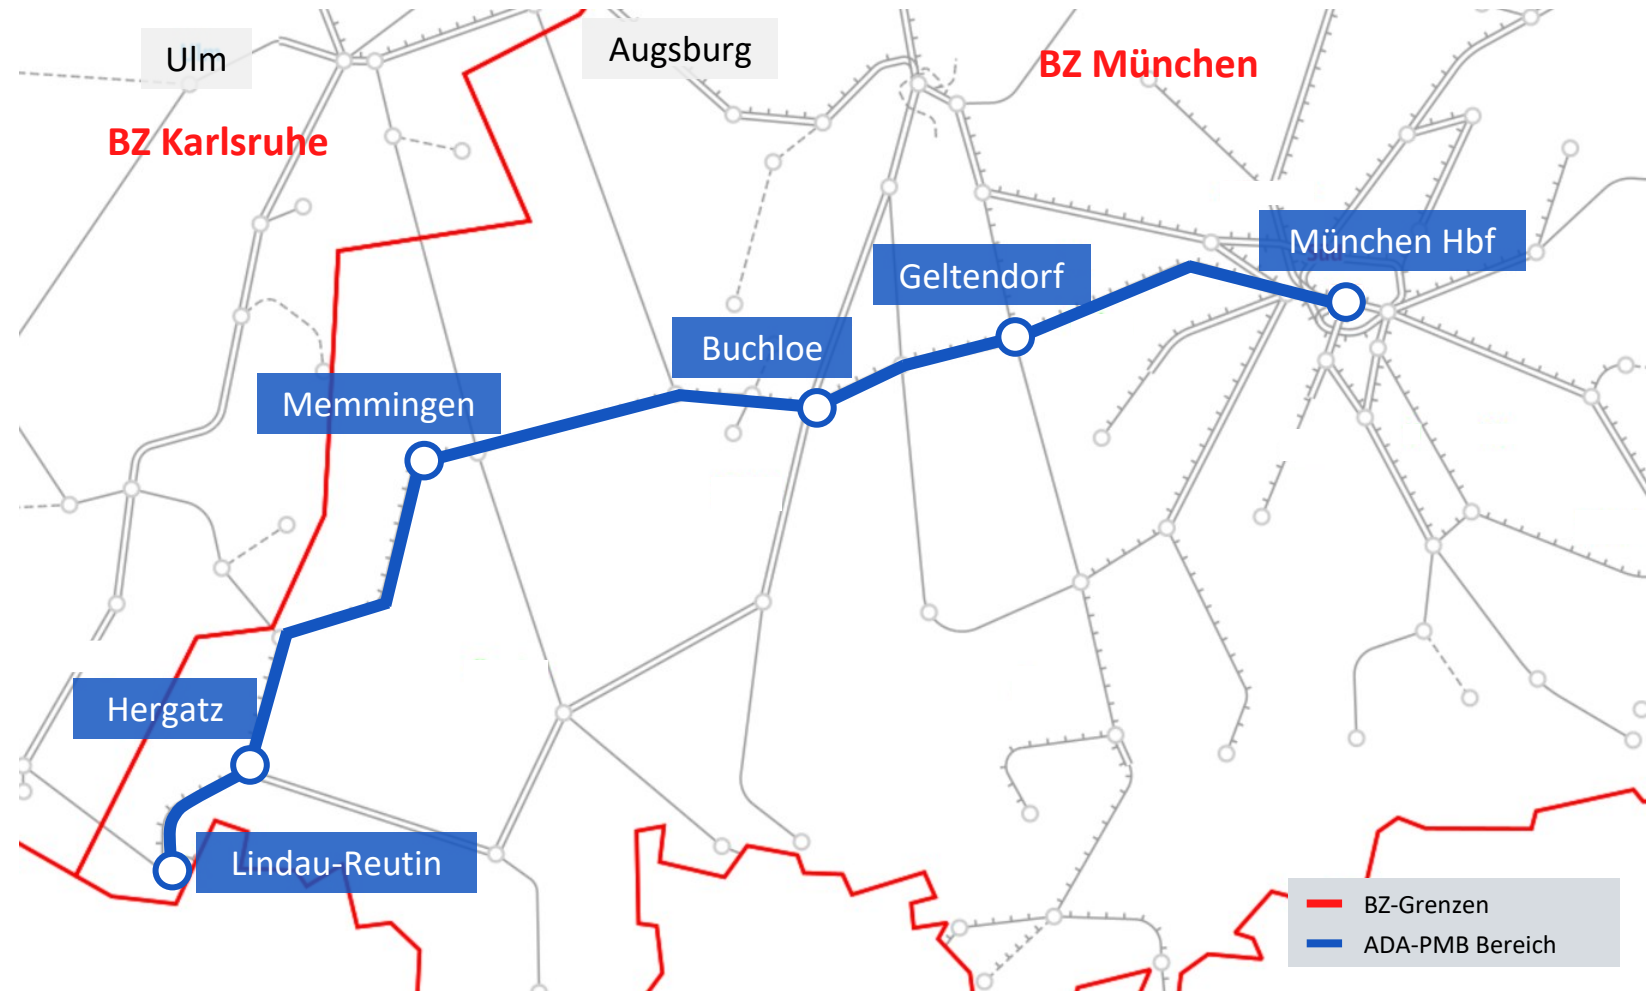 Ulm
Augsburg
BZ München
BZ Karlsruhe
München Hbf
Geltendorf
Buchloe
Memmingen
Hergatz
Lindau-Reutin
BZ-Grenzen
ADA-PMB Bereich